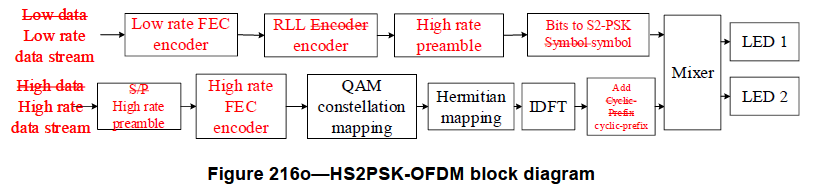 Low data
Low rate
data stream
Low rate FEC
encoder
RLL Encoder
encoder
High rate
preamble
Bits to S2-PSK
Symbol symbol
Mixer
LED 1
LED 2
High data
High rate
data stream
S/P
High rate
preamble
High rate
FEC
encoder
QAM
constellation
mapping
Hermitian
mapping
IDFT
Add
Cyclic-
Prefix
cyclic-prefix
Figure 216o—HS2PSK-OFDM block diagram